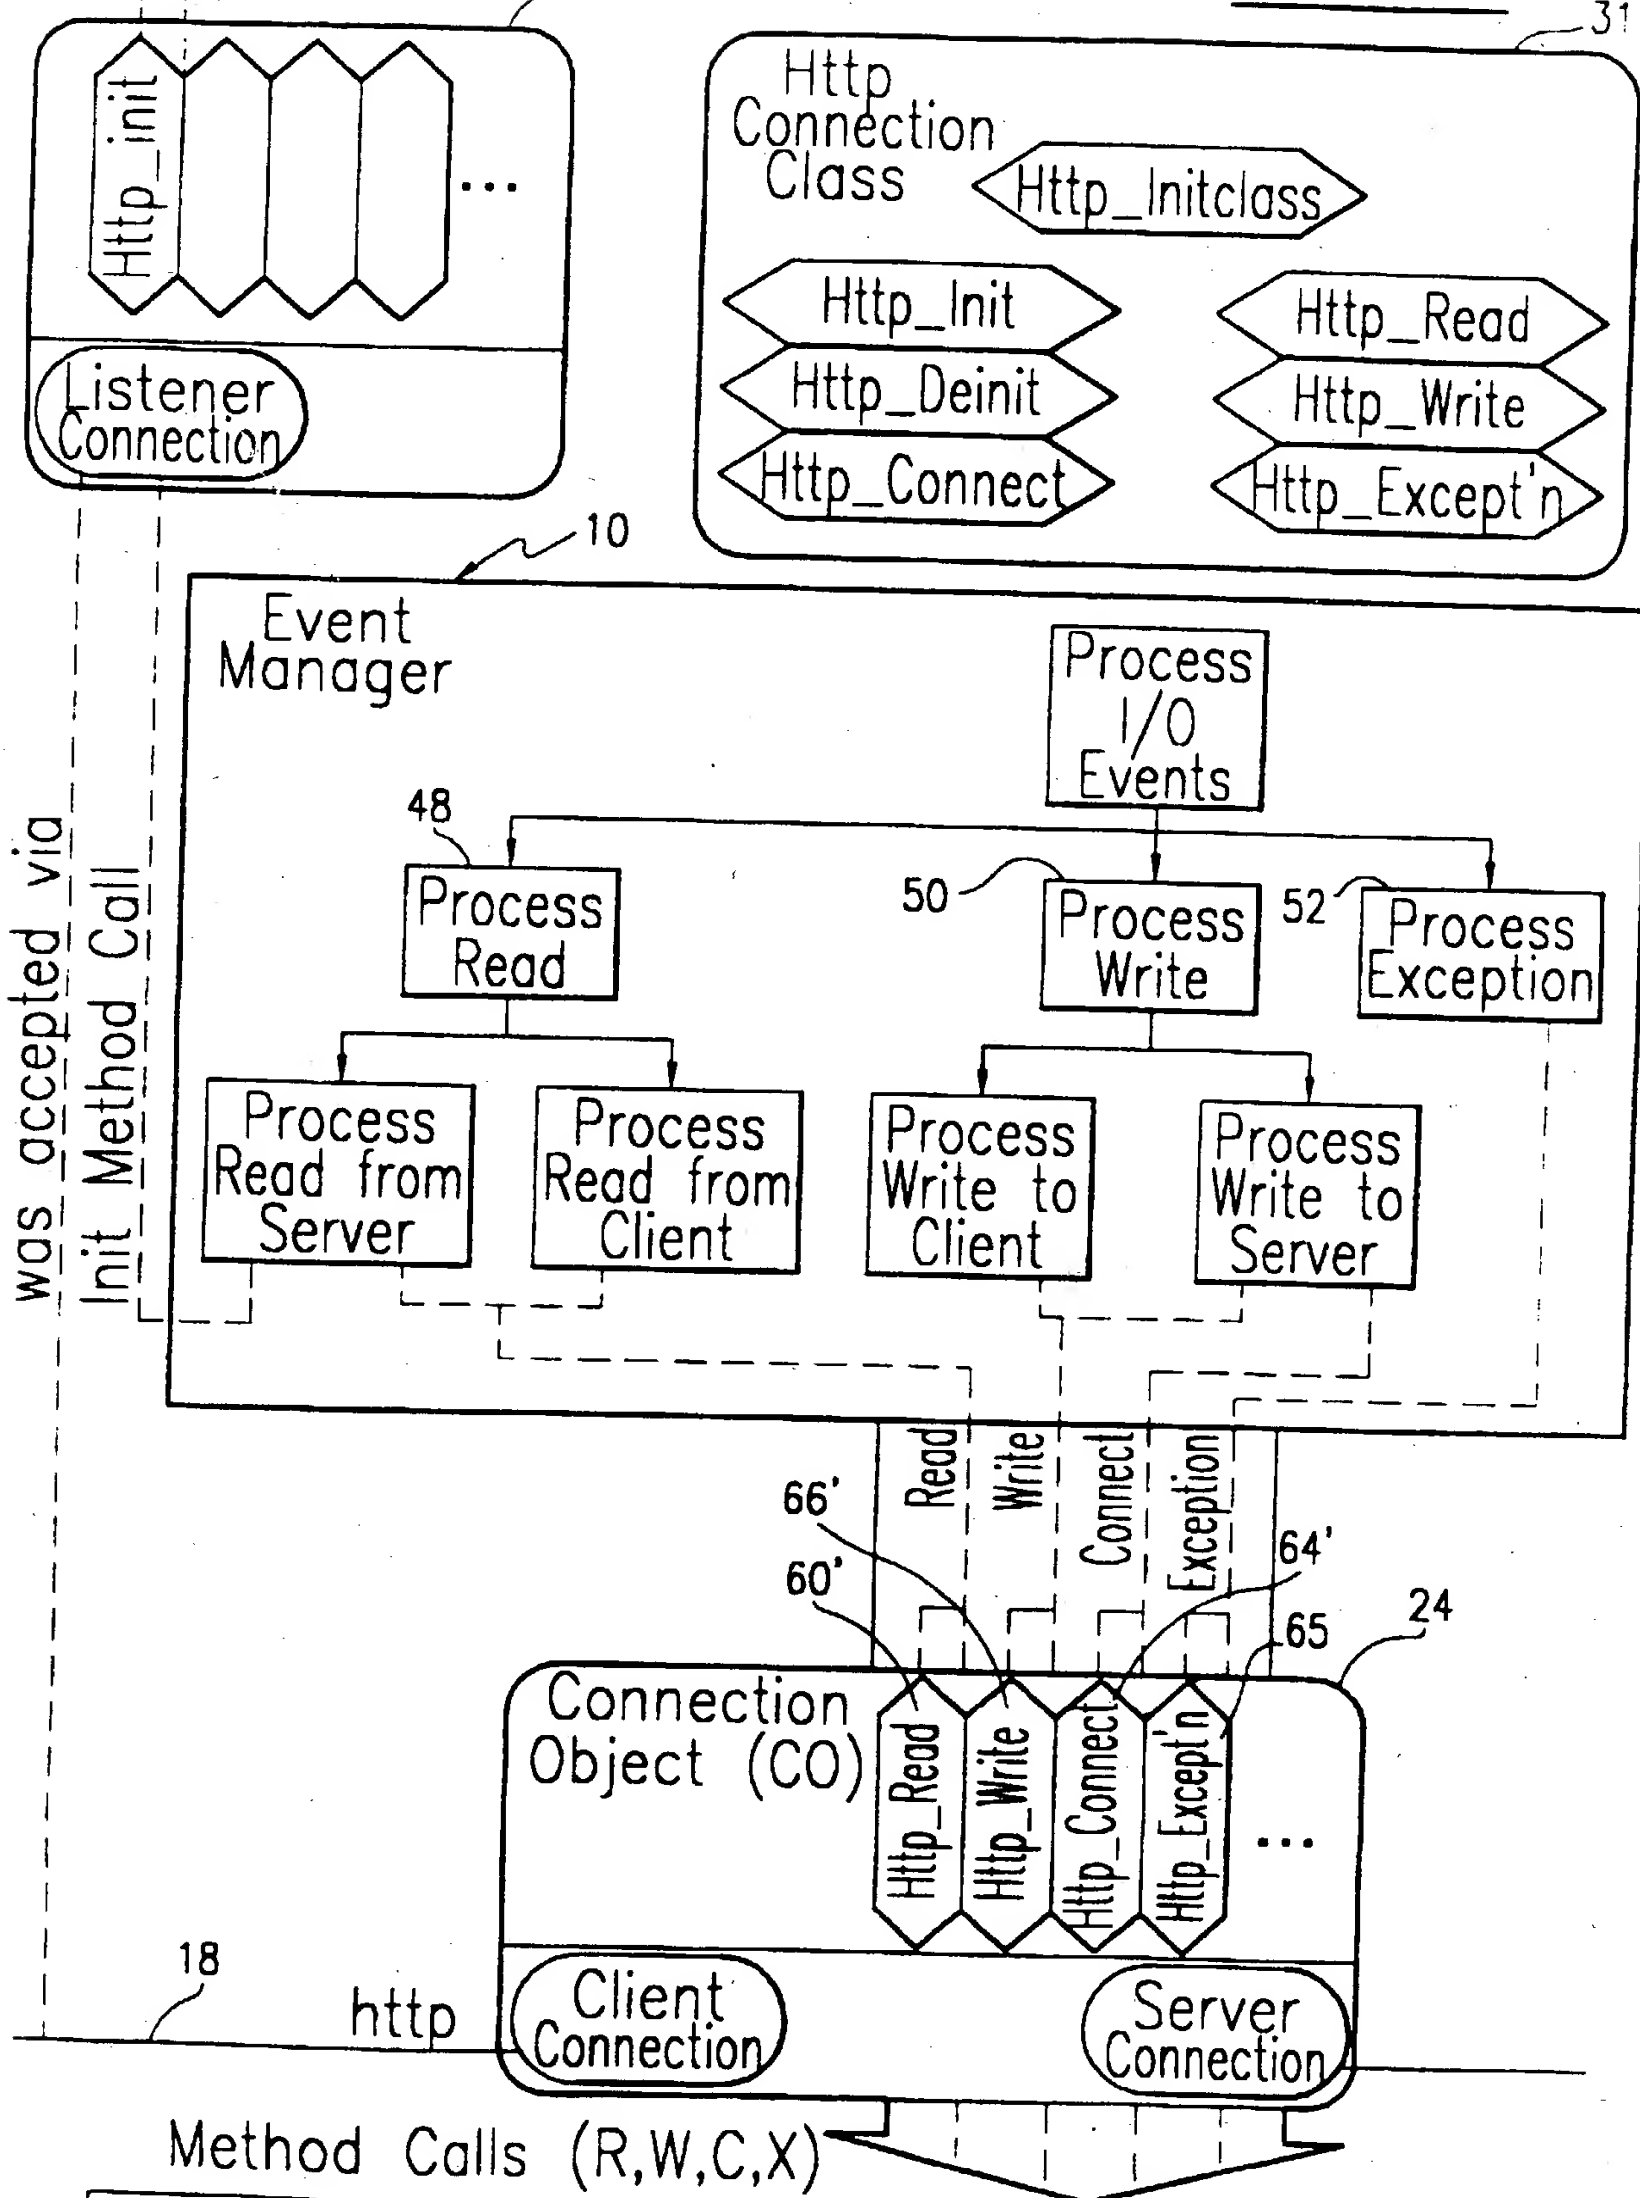 31
Http_init
...
Listener
Connection
Http
Connection
Class
Http_Initclass
Http_Init
Http_Deinit
Http_Connect
Http_Read
Http_Write
Http_Except'n
10
Event
Manager
Process
I/O
Events
48
Process
Read
50
Process
Write
52
Process
Exception
Process
Read from
Server
Process
Read from
Client
Process
Write to
Client
Process
Write to
Server
was accepted via
Init Method Call
Read
Write
Connect
Exception
66'
60'
64'
65
24
Connection
Object (CO)
Http_Read
Http_Write
Http_Connect
Http_Except'n
...
18
http
Client
Connection
Server
Connection
Method Calls (R,W,C,X)